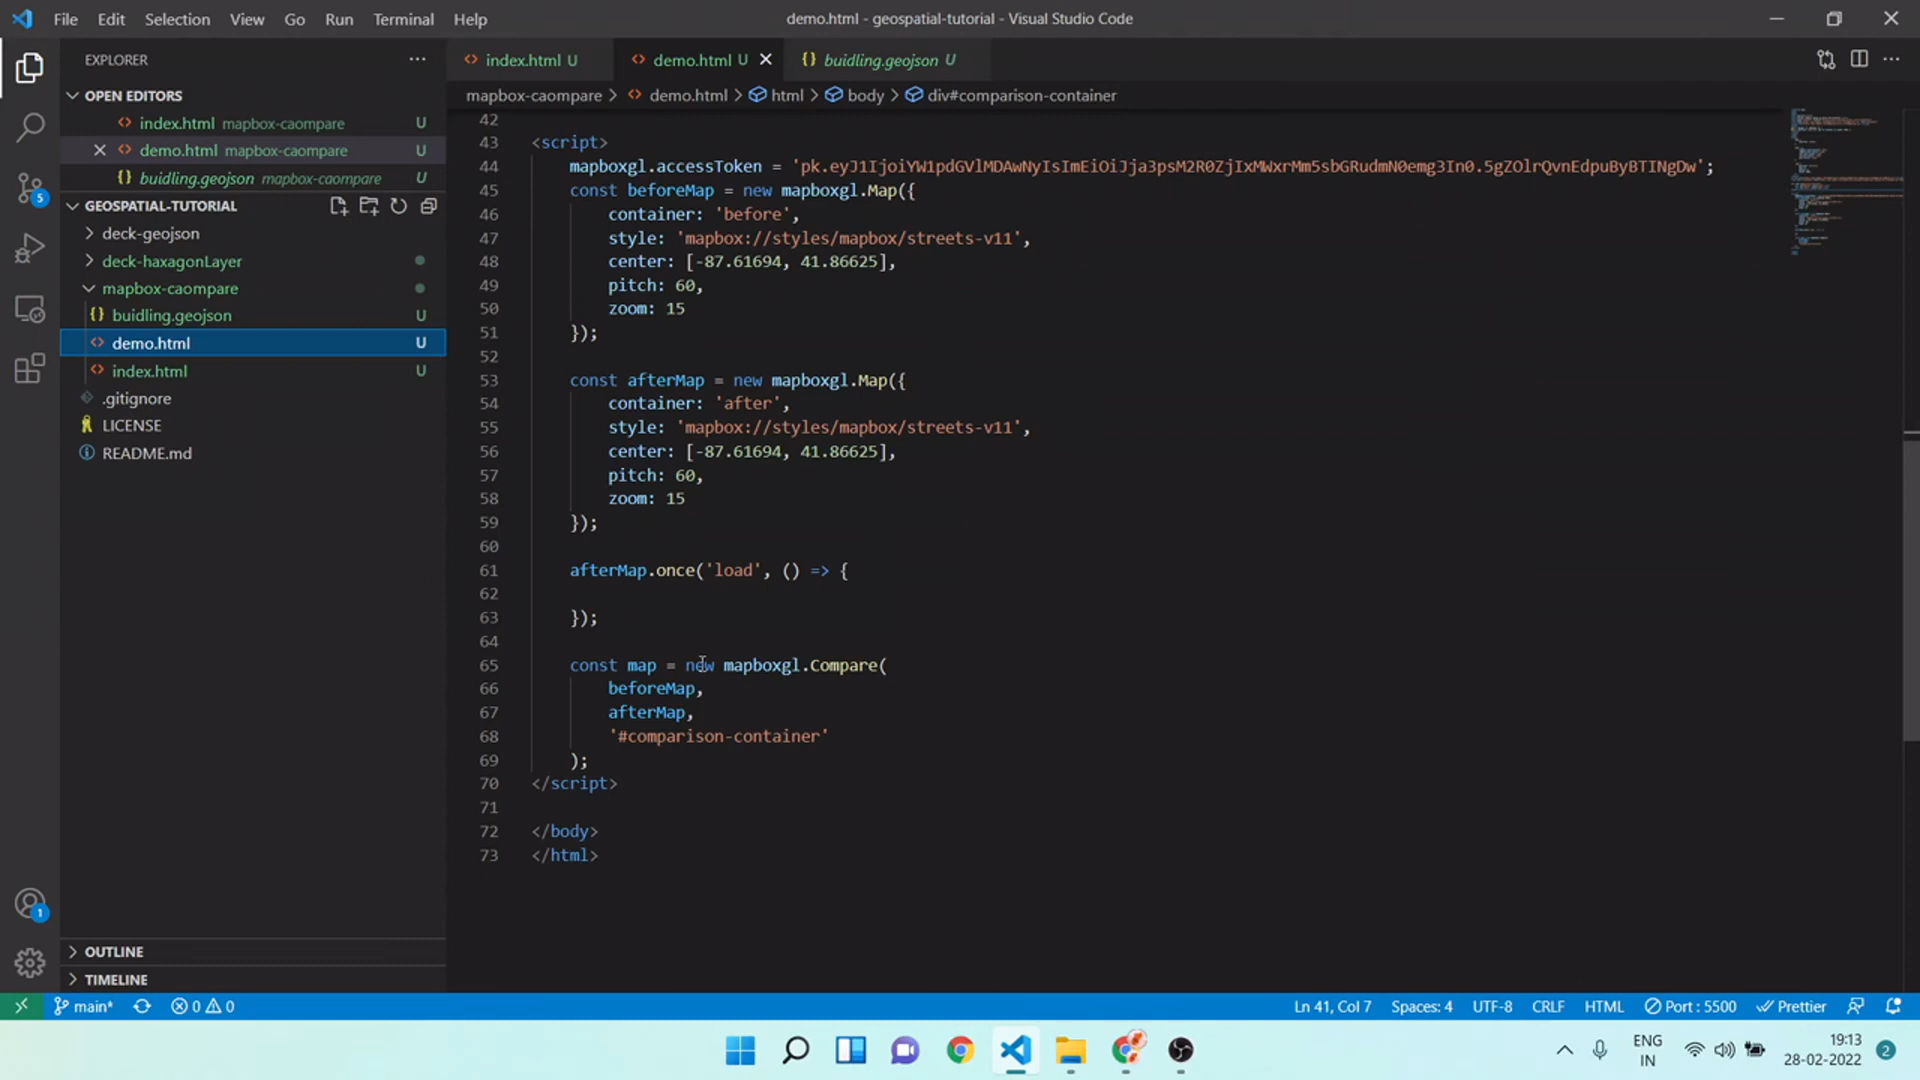 File Edit Selection View Go Run Terminal Help
demo.html - geospatial-tutorial - Visual Studio Code
EXPLORER
OPEN EDITORS
index.html mapbox-caompare U
demo.html mapbox-caompare U
buidling.geojson mapbox-caompare U
5
GEOSPATIAL-TUTORIAL
deck-geojson
deck-haxagonLayer
mapbox-caompare
buidling.geojson U
demo.html U
index.html U
.gitignore
LICENSE
README.md
OUTLINE
TIMELINE
1
index.html U
demo.html U
buidling.geojson U
mapbox-caompare > demo.html > html > body > div#comparison-container
42
43 <script>
44 mapboxgl.accessToken = 'pk.eyJ1IjoiYW1pdGVlMDAwNyIsImEiOiJja3psM2R0ZjIxMWxrMm5sbGRudmN0emg3In0.5gZOlrQvnEdpuByBTINgDw';
45 const beforeMap = new mapboxgl.Map({
46 container: 'before',
47 style: 'mapbox://styles/mapbox/streets-v11',
48 center: [-87.61694, 41.86625],
49 pitch: 60,
50 zoom: 15
51 });
52
53 const afterMap = new mapboxgl.Map({
54 container: 'after',
55 style: 'mapbox://styles/mapbox/streets-v11',
56 center: [-87.61694, 41.86625],
57 pitch: 60,
58 zoom: 15
59 });
60
61 afterMap.once('load', () => {
62
63 });
64
65 const map = new mapboxgl.Compare(
66 beforeMap,
67 afterMap,
68 '#comparison-container'
69 );
70 </script>
71
72 </body>
73 </html>
main* 0 0
Ln 41, Col 7 Spaces: 4 UTF-8 CRLF HTML Port : 5500 Prettier
ENG
IN
19:13
28-02-2022
2